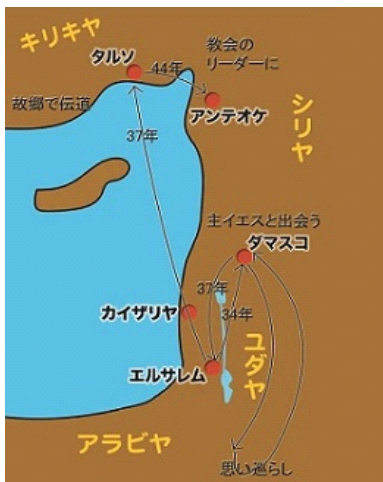 キリキヤ
タルソ
教会の
リーダーに
44年
故郷で伝道
アンテオケ
シリヤ
37年
主イエスと出会う
ダマスコ
37年
34年
カイザリヤ
ユダヤ
エルサレム
アラビヤ
思い巡らし